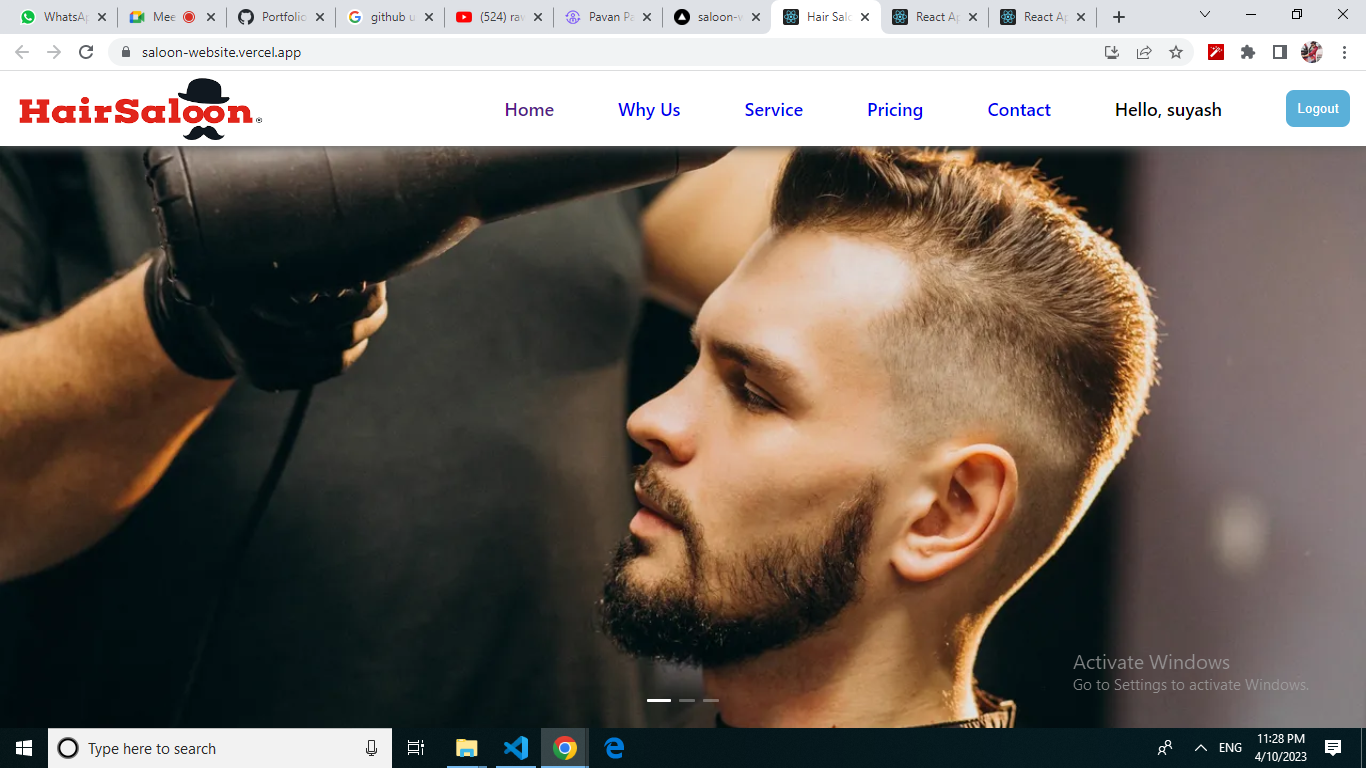 WhatsAp
Mee
Portfolio
github u
(524) rav
Pavan Pa
saloon-w
Hair Salo
React Ap
React Ap
saloon-website.vercel.app
HairSaloon
Home
Why Us
Service
Pricing
Contact
Hello, suyash
Logout
Activate Windows
Go to Settings to activate Windows.
Type here to search
ENG
11:28 PM
4/10/2023